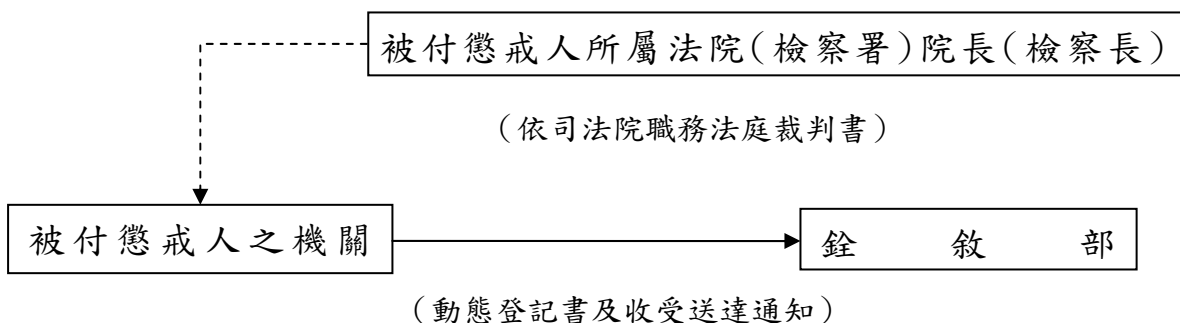 被付懲戒人所屬法院(檢察署)院長(檢察長)
(依司法院職務法庭裁判書)
被付懲戒人之機關
銓敘部
(動態登記書及收受送達通知)